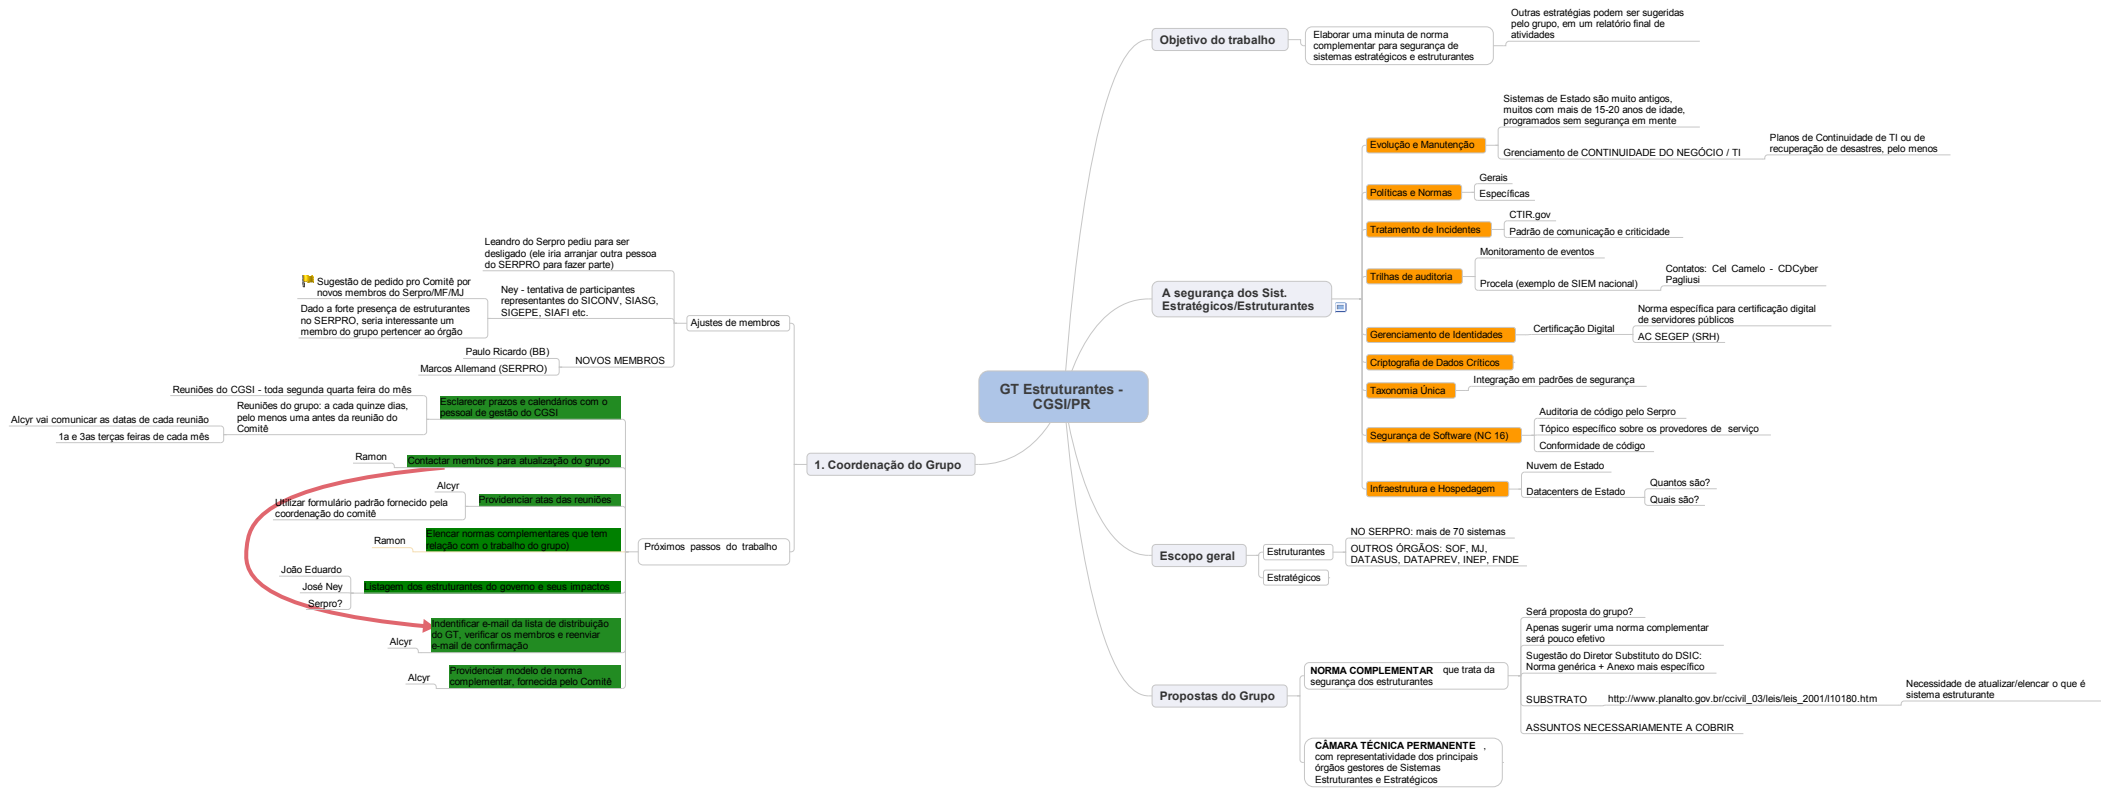 GT Estruturantes -
CGSI/PR
Objetivo do trabalho
Elaborar uma minuta de norma
complementar para segurança de
sistemas estratégicos e estruturantes
Outras estratégias podem ser sugeridas
pelo grupo, em um relatório final de
atividades
A segurança dos Sist.
Estratégicos/Estruturantes
Evolução e Manutenção
Sistemas de Estado são muito antigos,
muitos com mais de 15-20 anos de idade,
programados sem segurança em mente
Grenciamento de CONTINUIDADE DO NEGÓCIO / TI
Planos de Continuidade de TI ou de
recuperação de desastres, pelo menos
Políticas e Normas
Gerais
Específicas
Tratamento de Incidentes
CTIR.gov
Padrão de comunicação e criticidade
Trilhas de auditoria
Monitoramento de eventos
Procela (exemplo de SIEM nacional)
Contatos: Cel Camelo - CDCyber
Pagliusi
Gerenciamento de Identidades
Certificação Digital
Norma específica para certificação digital
de servidores públicos
AC SEGEP (SRH)
Criptografia de Dados Críticos
Taxonomia Única
Integração em padrões de segurança
Segurança de Software (NC 16)
Auditoria de código pelo Serpro
Tópico específico sobre os provedores de serviço
Conformidade de código
Infraestrutura e Hospedagem
Nuvem de Estado
Datacenters de Estado
Quantos são?
Quais são?
Escopo geral
Estruturantes
NO SERPRO: mais de 70 sistemas
OUTROS ÓRGÃOS: SOF, MJ,
DATASUS, DATAPREV, INEP, FNDE
Estratégicos
Propostas do Grupo
NORMA COMPLEMENTAR que trata da
segurança dos estruturantes
Será proposta do grupo?
Apenas sugerir uma norma complementar
será pouco efetivo
Sugestão do Diretor Substituto do DSIC:
Norma genérica + Anexo mais específico
SUBSTRATO
http://www.planalto.gov.br/ccivil_03/leis/leis_2001/l10180.htm
Necessidade de atualizar/elencar o que é
sistema estruturante
ASSUNTOS NECESSARIAMENTE A COBRIR
CÂMARA TÉCNICA PERMANENTE ,
com representatividade dos principais
órgãos gestores de Sistemas
Estruturantes e Estratégicos
1. Coordenação do Grupo
Ajustes de membros
Leandro do Serpro pediu para ser
desligado (ele iria arranjar outra pessoa
do SERPRO para fazer parte)
Ney - tentativa de participantes
representantes do SICONV, SIASG,
SIGEPE, SIAFI etc.
Sugestão de pedido pro Comitê por
novos membros do Serpro/MF/MJ
Dado a forte presença de estruturantes
no SERPRO, seria interessante um
membro do grupo pertencer ao órgão
NOVOS MEMBROS
Paulo Ricardo (BB)
Marcos Allemand (SERPRO)
Próximos passos do trabalho
Esclarecer prazos e calendários com o
pessoal de gestão do CGSI
Reuniões do CGSI - toda segunda quarta feira do mês
Reuniões do grupo: a cada quinze dias,
pelo menos uma antes da reunião do
Comitê
Alcyr vai comunicar as datas de cada reunião
1a e 3as terças feiras de cada mês
Contactar membros para atualização do grupo
Ramon
Providenciar atas das reuniões
Alcyr
Utilizar formulário padrão fornecido pela
coordenação do comitê
Elencar normas complementares que tem
relação com o trabalho do grupo)
Ramon
Listagem dos estruturantes do governo e seus impactos
João Eduardo
José Ney
Serpro?
Indentificar e-mail da lista de distribuição
do GT, verificar os membros e reenviar
e-mail de confirmação
Alcyr
Providenciar modelo de norma
complementar, fornecida pelo Comitê
Alcyr